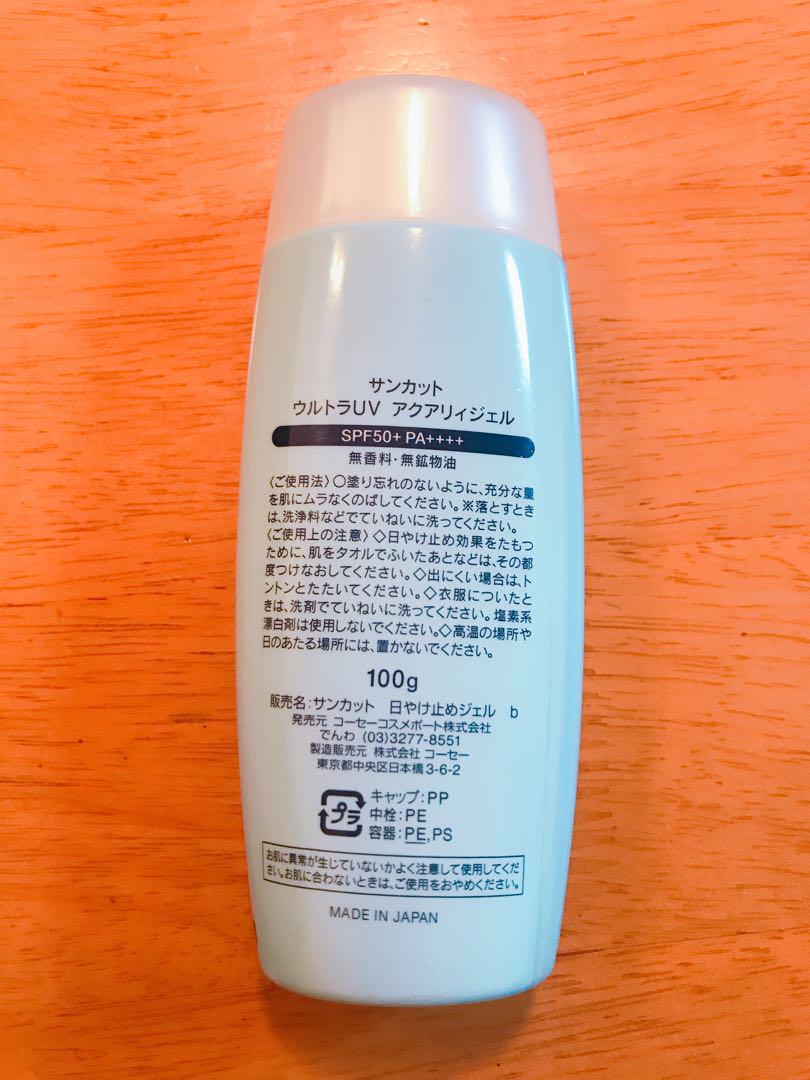 サンカット
ウルトラUV アクアリィジェル
SPF50+ PA++++
無香料・無鉱物油
〈ご使用法〉○塗り忘れのないように、充分な量
を肌にムラなくのばしてください。※落とすとき
は、洗浄料などでていねいに洗ってください。
〈ご使用上の注意〉◇日やけ止め効果をたもつ
ために、肌をタオルでふいたあとなどは、その都
度つけなおしてください。◇出にくい場合は、ト
ントンとたたいてください。◇衣服についたと
きは、洗剤でていねいに洗ってください。塩素系
漂白剤は使用しないでください。◇高温の場所や
日のあたる場所には、置かないでください。
100g
販売名:サンカット 日やけ止めジェル b
発売元 コーセーコスメポート株式会社
でんわ (03)3277-8551
製造販売元 株式会社 コーセー
東京都中央区日本橋3-6-2
プラ
キャップ:PP
中栓:PE
容器:PE,PS
お肌に異常が生じていないかよく注意して使用してくだ
さい。お肌に合わないときは、ご使用をおやめください。
MADE IN JAPAN